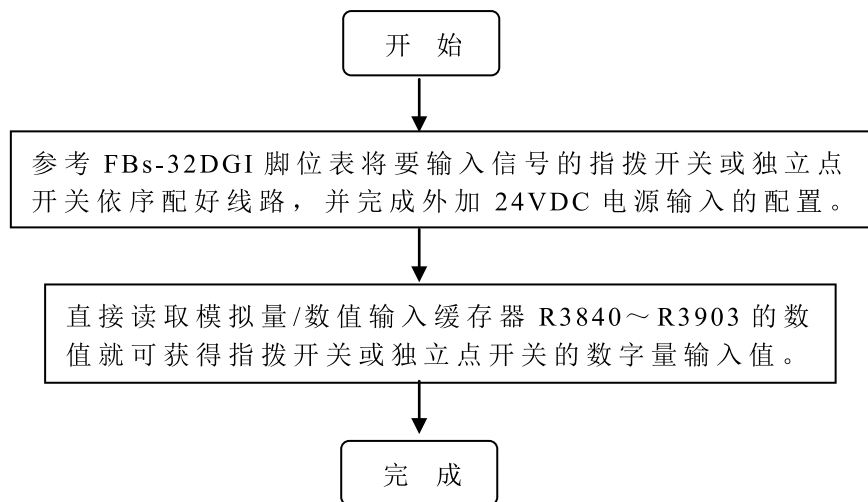 开 始
参考 FBs-32DGI 脚位表将要输入信号的指拨开关或独立点
开关依序配好线路，并完成外加 24VDC 电源输入的配置。
直接读取模拟量/数值输入缓存器 R3840～R3903 的数
值就可获得指拨开关或独立点开关的数字量输入值。
完 成